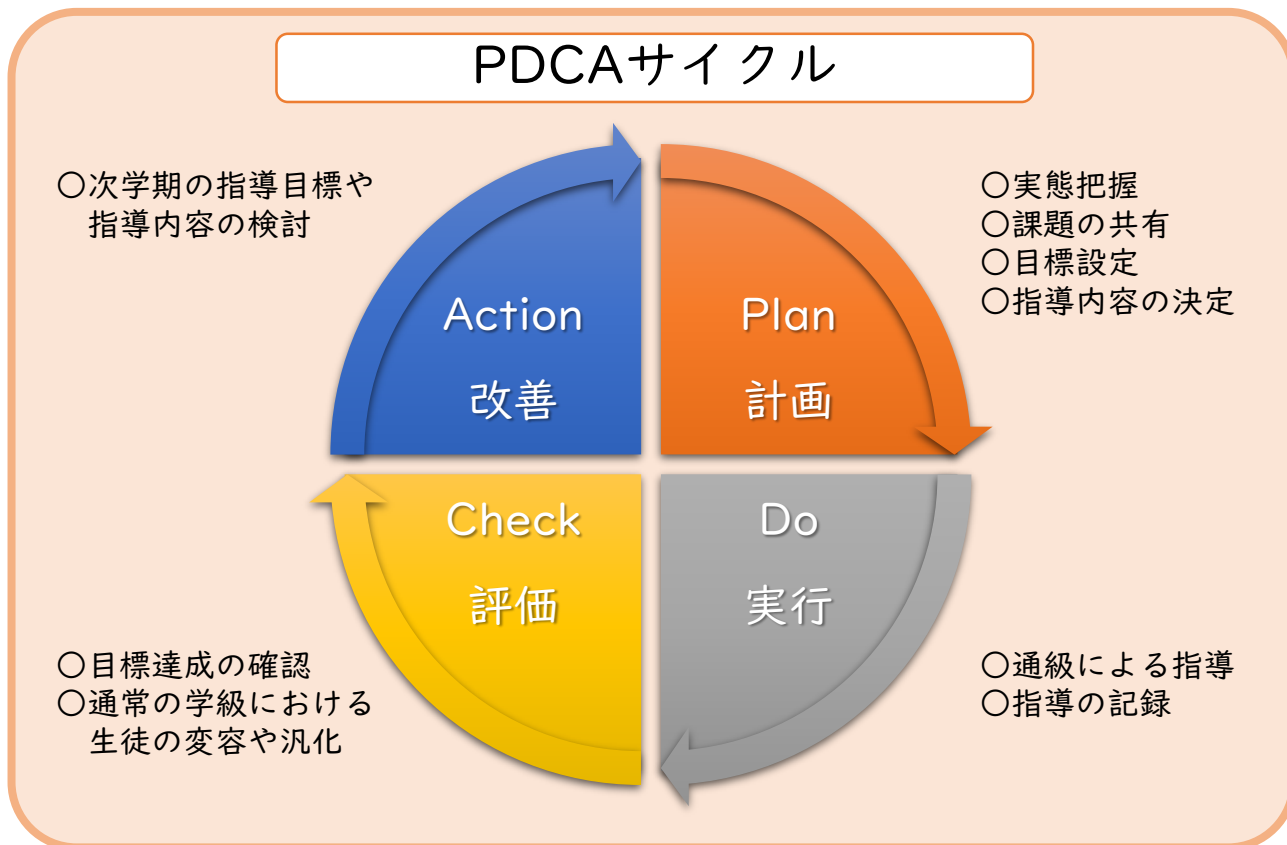 PDCAサイクル
○次学期の指導目標や
指導内容の検討
Action
改善
Plan
計画
○実態把握
○課題の共有
○目標設定
○指導内容の決定
Check
評価
Do
実行
○目標達成の確認
○通常の学級における
生徒の変容や汎化
○通級による指導
○指導の記録